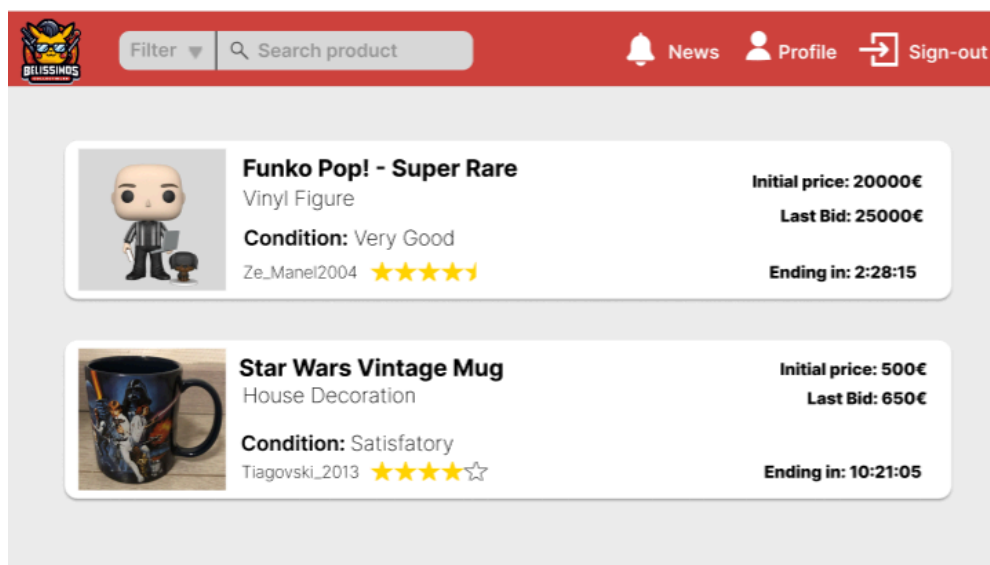 BELISSIMOS
Filter
Search product
News
Profile
Sign-out
Funko Pop! - Super Rare
Vinyl Figure
Condition: Very Good
Ze_Manel2004
Initial price: 20000€
Last Bid: 25000€
Ending in: 2:28:15
Star Wars Vintage Mug
House Decoration
Condition: Satisfatory
Tiagovski_2013
Initial price: 500€
Last Bid: 650€
Ending in: 10:21:05